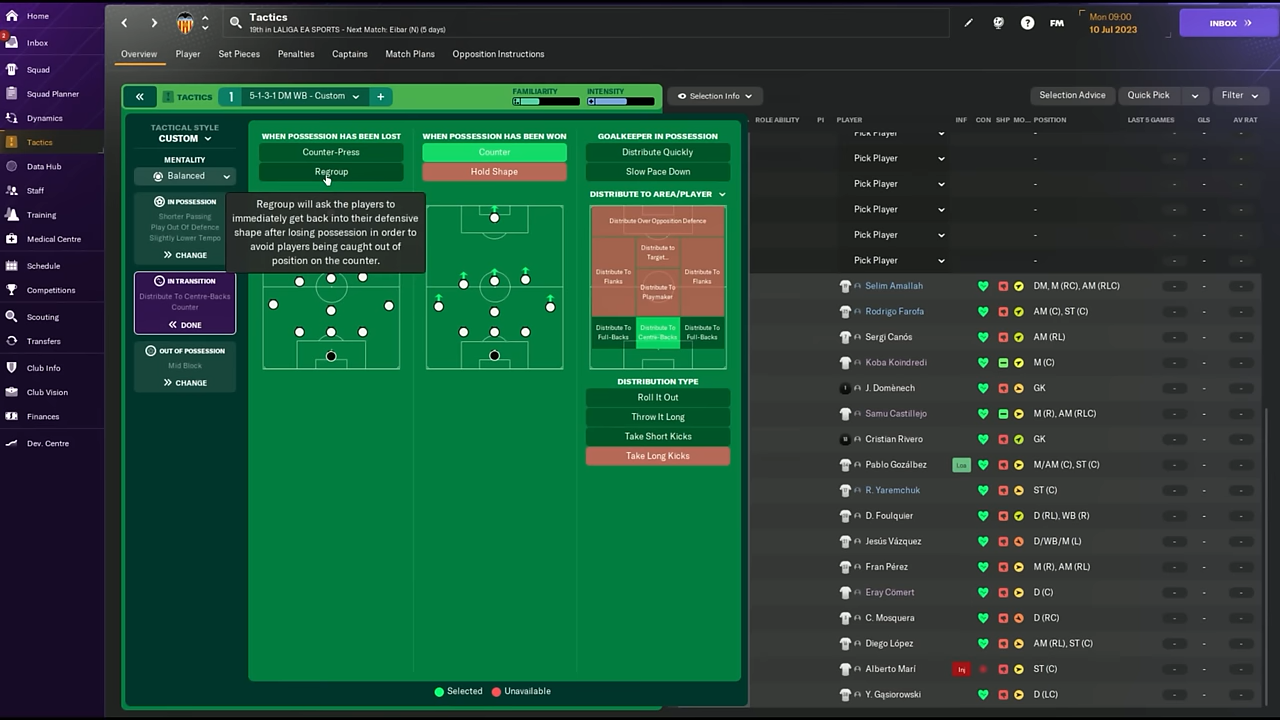 Home
2
Inbox
Squad
Squad Planner
Dynamics
Tactics
Data Hub
Staff
Training
Medical Centre
Schedule
Competitions
Scouting
Transfers
Club Info
Club Vision
Finances
Dev. Centre
Tactics
19th in LALIGA EA SPORTS - Next Match: Eibar (N) (5 days)
FM
Mon 09:00
10 Jul 2023
INBOX
Overview
Player
Set Pieces
Penalties
Captains
Match Plans
Opposition Instructions
TACTICS
1
5-1-3-1 DM WB - Custom
FAMILIARITY
INTENSITY
Selection Info
Selection Advice
Quick Pick
Filter
TACTICAL STYLE
CUSTOM
MENTALITY
Balanced
IN POSSESSION
Shorter Passing
Play Out Of Defence
Slightly Lower Tempo
CHANGE
IN TRANSITION
Distribute To Centre-Backs
Counter
DONE
OUT OF POSSESSION
Mid Block
CHANGE
WHEN POSSESSION HAS BEEN LOST
Counter-Press
Regroup
Regroup will ask the players to
immediately get back into their defensive
shape after losing possession in order to
avoid players being caught out of
position on the counter.
WHEN POSSESSION HAS BEEN WON
Counter
Hold Shape
GOALKEEPER IN POSSESSION
Distribute Quickly
Slow Pace Down
DISTRIBUTE TO AREA/PLAYER
Distribute Over Opposition Defence
Distribute To
Flanks
Distribute to
Target...
Distribute To
Playmaker
Distribute To
Flanks
Distribute To
Full-Backs
Distribute To
Centre-Backs
Distribute To
Full-Backs
DISTRIBUTION TYPE
Roll It Out
Throw It Long
Take Short Kicks
Take Long Kicks
Selected
Unavailable
ROLE ABILITY PI PLAYER INF CON SHP MO... POSITION LAST 5 GAMES GLS AV RAT
Pick Player - - -
Pick Player - - -
Pick Player - - -
Pick Player - - -
Pick Player - - -
Pick Player - - -
Selim Amallah DM, M (RC), AM (RLC) - - -
Rodrigo Farofa AM (C), ST (C) - - -
Sergi Canós AM (RL) - - -
Koba Koindredi M (C) - - -
J. Domènech GK - - -
Samu Castillejo M (R), AM (RLC) - - -
Cristian Rivero GK - - -
Pablo Gozálbez Loa M/AM (C), ST (C) - - -
R. Yaremchuk ST (C) - - -
D. Foulquier D (RL), WB (R) - - -
Jesús Vázquez D/WB/M (L) - - -
Fran Pérez M (R), AM (RL) - - -
Eray Cömert D (C) - - -
C. Mosquera D (RC) - - -
Diego López AM (RL), ST (C) - - -
Alberto Marí Inj ST (C) - - -
Y. Gąsiorowski D (LC) - - -